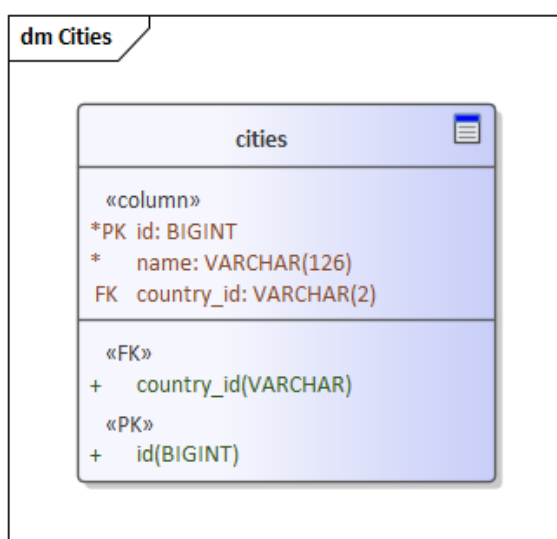 dm Cities
cities
«column»
*PK id: BIGINT
* name: VARCHAR(126)
FK country_id: VARCHAR(2)
«FK»
+ country_id(VARCHAR)
«PK»
+ id(BIGINT)